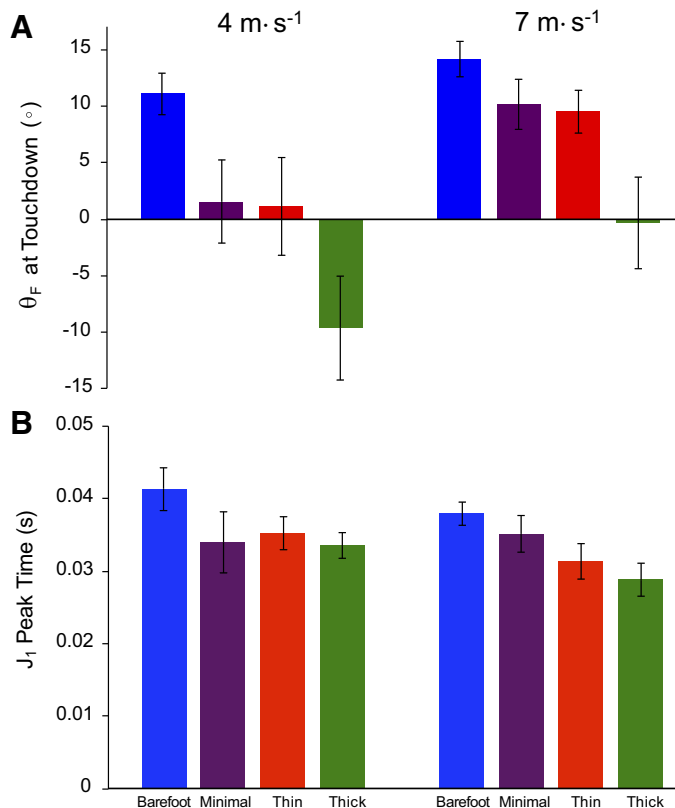 A
4 m·s⁻¹
7 m·s⁻¹
θF at Touchdown (○)
15
10
5
0
-5
-10
-15
B
J₁ Peak Time (s)
0.05
0.04
0.03
0.02
0.01
0
Barefoot Minimal Thin Thick
Barefoot Minimal Thin Thick